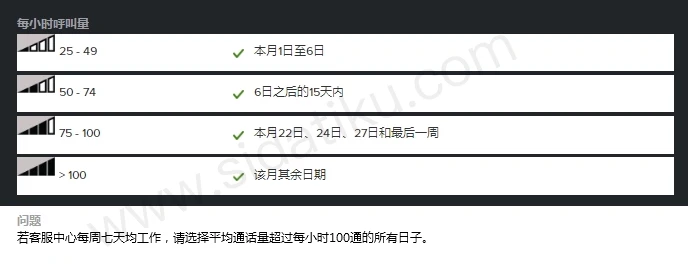 每小时呼叫量
25 - 49 本月1日至6日
50 - 74 6日之后的15天内
75 - 100 本月22日、24日、27日和最后一周
> 100 该月其余日期
www.sidatiku.com
问题
若客服中心每周七天均工作，请选择平均通话量超过每小时100通的所有日子。